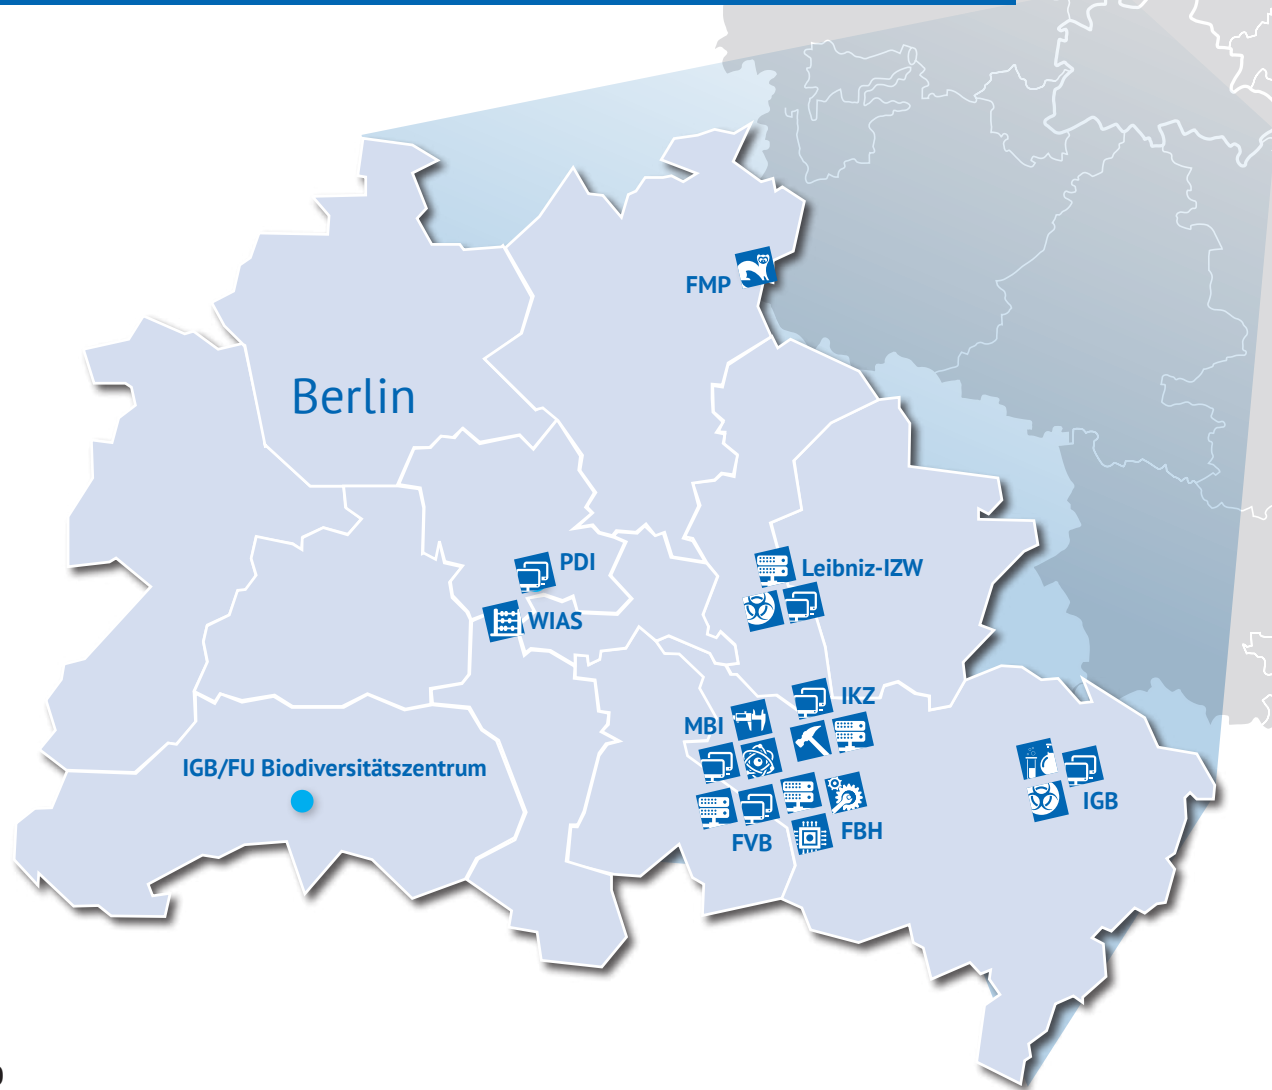 FMP
Berlin
PDI
Leibniz-IZW
WIAS
IKZ
MBI
IGB/FU Biodiversitätszentrum
IGB
FBH
FVB